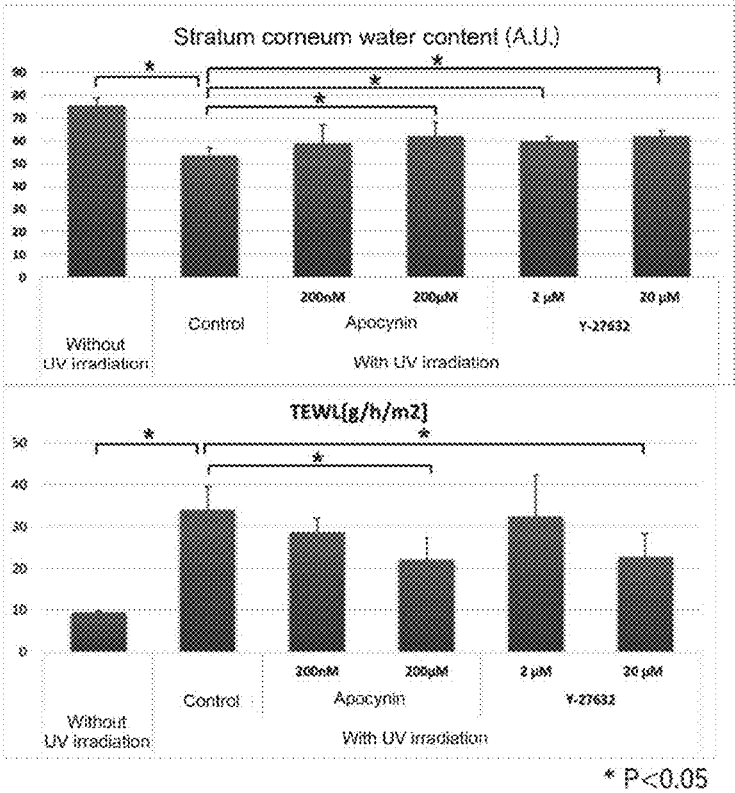 Stratum corneum water content (A.U.)
*
*
*
*
90
80
70
60
50
40
30
20
10
0
200nM 200μM 2 μM 20 μM
Control Apocynin Y-27632
Without
UV irradiation
With UV irradiation
TEWL[g/h/m2]
*
*
*
50
40
30
20
10
0
200nM 200μM 2 μM 20 μM
Control Apocynin Y-27632
Without
UV irradiation
With UV irradiation
* P<0.05